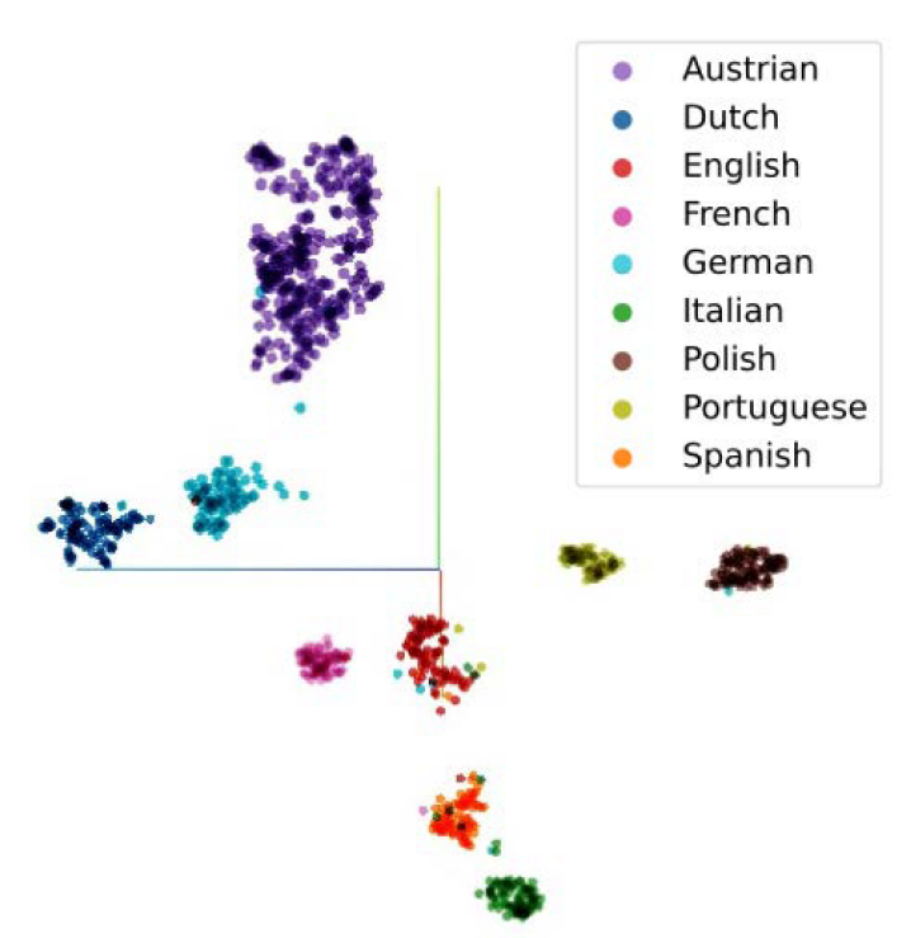 Austrian
Dutch
English
French
German
Italian
Polish
Portuguese
Spanish